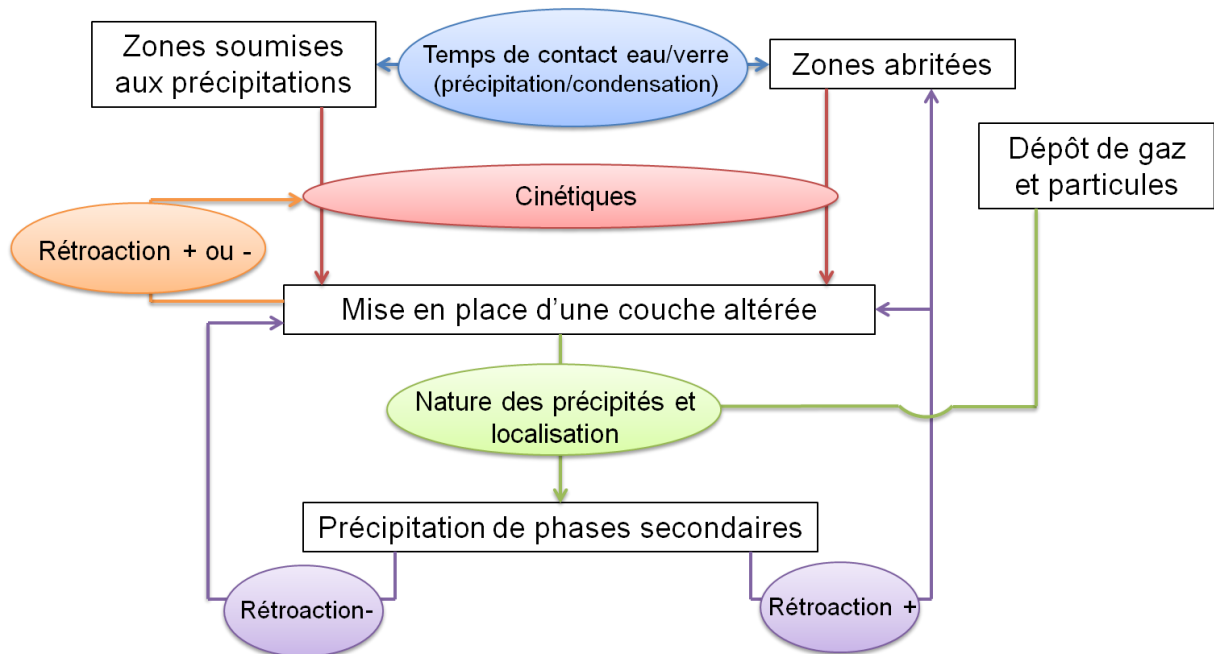 Zones soumises
aux précipitations
Temps de contact eau/verre
(précipitation/condensation)
Zones abritées
Dépôt de gaz
et particules
Cinétiques
Rétroaction + ou -
Mise en place d’une couche altérée
Nature des précipités et
localisation
Précipitation de phases secondaires
Rétroaction-
Rétroaction +